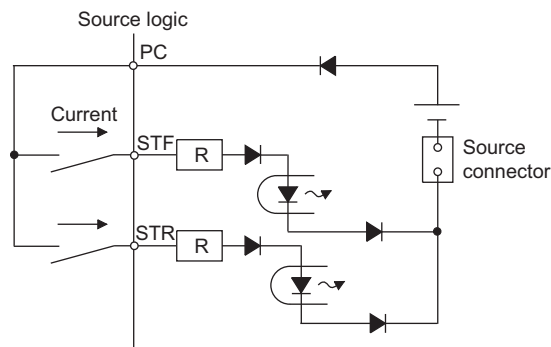 Source logic
PC
Current
STF
R
Source
connector
STR
R